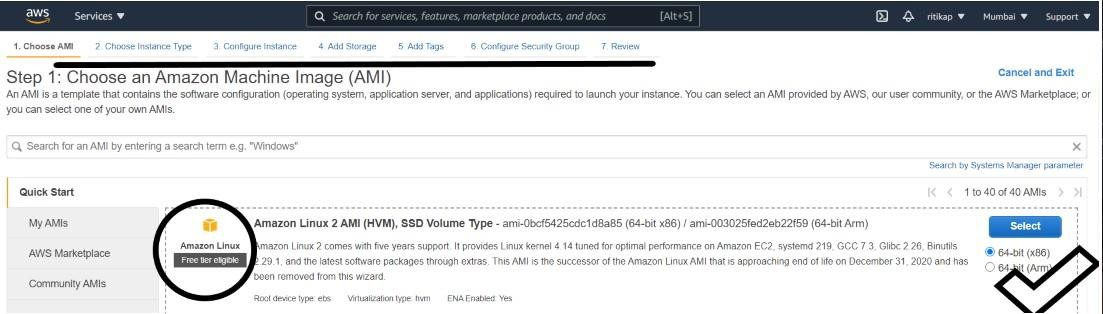 aws Services ▼ Search for services, features, marketplace products, and docs [Alt+S] ritikap ▼ Mumbai ▼ Support ▼
1. Choose AMI 2. Choose Instance Type 3. Configure Instance 4. Add Storage 5. Add Tags 6. Configure Security Group 7. Review
Step 1: Choose an Amazon Machine Image (AMI)
Cancel and Exit
An AMI is a template that contains the software configuration (operating system, application server, and applications) required to launch your instance. You can select an AMI provided by AWS, our user community, or the AWS Marketplace; or
you can select one of your own AMIs.
Search for an AMI by entering a search term e.g. "Windows"
Search by Systems Manager parameter
Quick Start
1 to 40 of 40 AMIs
My AMIs
AWS Marketplace
Community AMIs
Amazon Linux
Free tier eligible
Amazon Linux 2 AMI (HVM), SSD Volume Type - ami-0bcf5425cdc1d8a85 (64-bit x86) / ami-003025fed2eb22f59 (64-bit Arm)
Amazon Linux 2 comes with five years support. It provides Linux kernel 4.14 tuned for optimal performance on Amazon EC2, systemd 219, GCC 7.3, Glibc 2.26, Binutils
2.29.1, and the latest software packages through extras. This AMI is the successor of the Amazon Linux AMI that is approaching end of life on December 31, 2020 and has
been removed from this wizard.
Root device type: ebs Virtualization type: hvm ENA Enabled: Yes
Select
64-bit (x86)
64-bit (Arm)